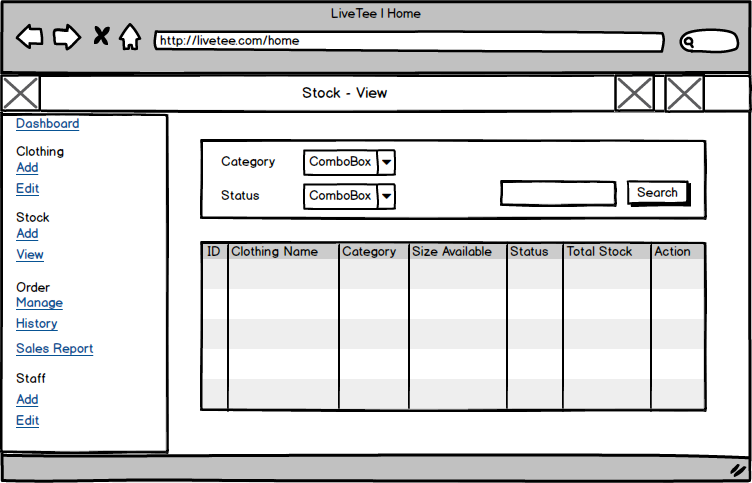 LiveTee | Home
http://livetee.com/home
Stock - View
Dashboard
Clothing
Add
Edit
Stock
Add
View
Order
Manage
History
Sales Report
Staff
Add
Edit
Category ComboBox
Status ComboBox Search
ID Clothing Name Category Size Available Status Total Stock Action